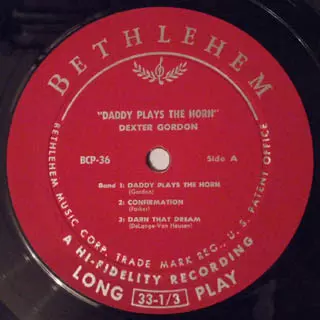 BETHLEHEM
"DADDY PLAYS THE HORN"
DEXTER GORDON
BCP-36
Side A
Band 1: DADDY PLAYS THE HORN
(Gordon)
2: CONFIRMATION
(Parker)
3: DARN THAT DREAM
(DeLange-Van Heusen)
BETHLEHEM MUSIC CORP. TRADE MARK REG., U. S. PATENT OFFICE
A HI-FIDELITY RECORDING
LONG 33-1/3 PLAY